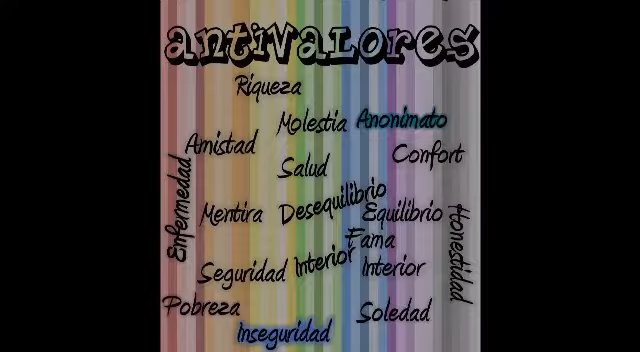 antiVaLores
Riqueza
Molestia Anonimato
Amistad
Confort
Salud
Enfermedad
Mentira Desequilibrio
Equilibrio
Honestidad
Fama
Seguridad Interior Interior
Pobreza
Soledad
Inseguridad